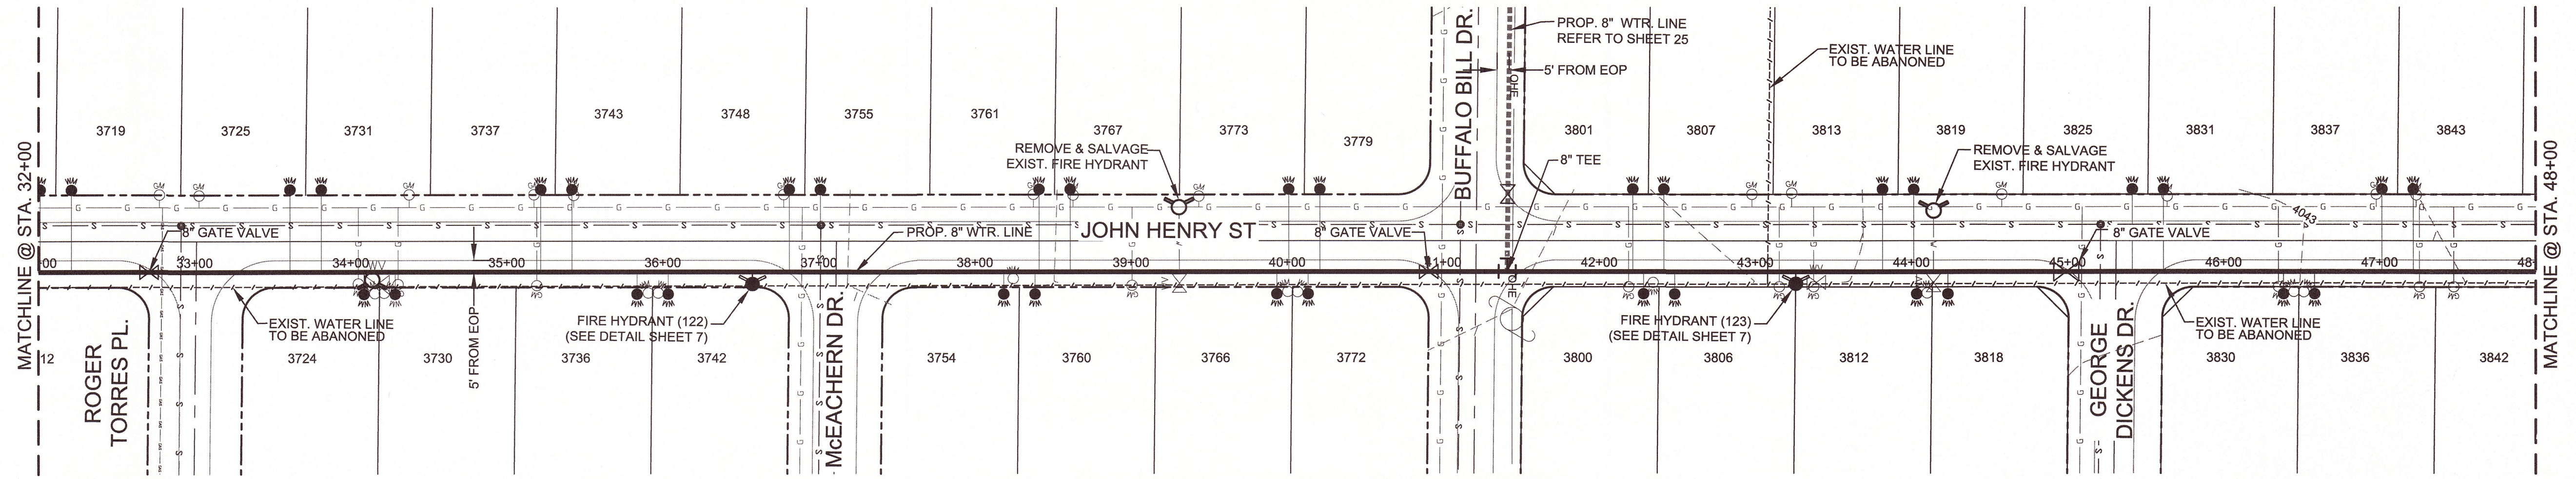 MATCHLINE @ STA. 32+00
3719
3725
3731
3737
3743
3748
3755
3761
3767
3773
3779
3801
3807
3813
3819
3825
3831
3837
3843
BUFFALO BILL DR.
PROP. 8" WTR. LINE
REFER TO SHEET 25
5' FROM EOP
OHE
8" TEE
EXIST. WATER LINE
TO BE ABANONED
REMOVE & SALVAGE
EXIST. FIRE HYDRANT
REMOVE & SALVAGE
EXIST. FIRE HYDRANT
8" GATE VALVE
PROP. 8" WTR. LINE
JOHN HENRY ST
8" GATE VALVE
8" GATE VALVE
4043
00
33+00
34+00
35+00
36+00
37+00
38+00
39+00
40+00
41+00
42+00
43+00
44+00
45+00
46+00
47+00
48
EXIST. WATER LINE
TO BE ABANONED
5' FROM EOP
FIRE HYDRANT (122)
(SEE DETAIL SHEET 7)
OHE
FIRE HYDRANT (123)
(SEE DETAIL SHEET 7)
EXIST. WATER LINE
TO BE ABANONED
12
ROGER
TORRES PL.
3724
3730
3736
3742
McEACHERN DR.
3754
3760
3766
3772
3800
3806
3812
3818
GEORGE
DICKENS DR.
3830
3836
3842
MATCHLINE @ STA. 48+00